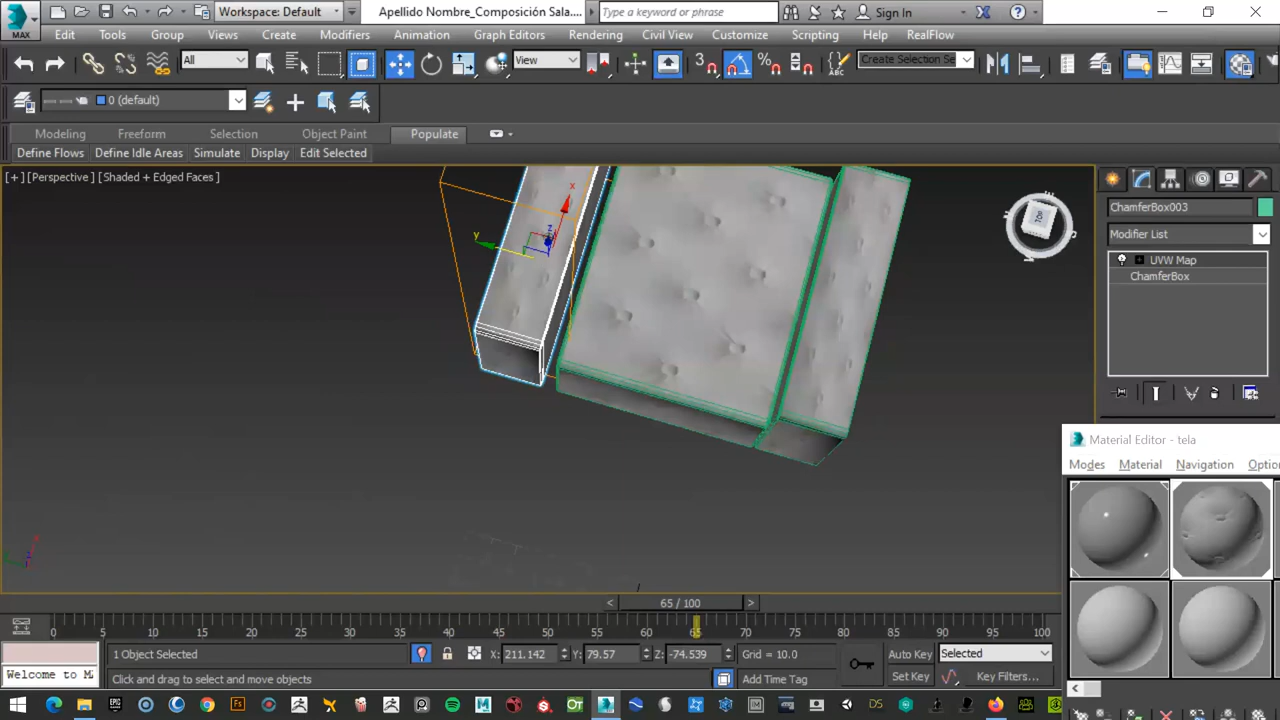 MAX
Workspace: Default
Apellido Nombre_Composición Sala....
Type a keyword or phrase
Sign In
Edit Tools Group Views Create Modifiers Animation Graph Editors Rendering Civil View Customize Scripting Help RealFlow
All
View
3
%
ABC
Create Selection Se
0 (default)
Modeling Freeform Selection Object Paint Populate
Define Flows Define Idle Areas Simulate Display Edit Selected
[+] [Perspective] [Shaded + Edged Faces]
x
y
z
TOP
ChamferBox003
Modifier List
UVW Map
ChamferBox
Material Editor - tela
Modes Material Navigation Optio
< 65 / 100 >
0 5 10 15 20 25 30 35 40 45 50 55 60 65 70 75 80 85 90 95 100
1 Object Selected
X: 211.142 Y: 79.57 Z: -74.539 Grid = 10.0
Auto Key Selected
Welcome to M
Click and drag to select and move objects
Add Time Tag
Set Key Key Filters...